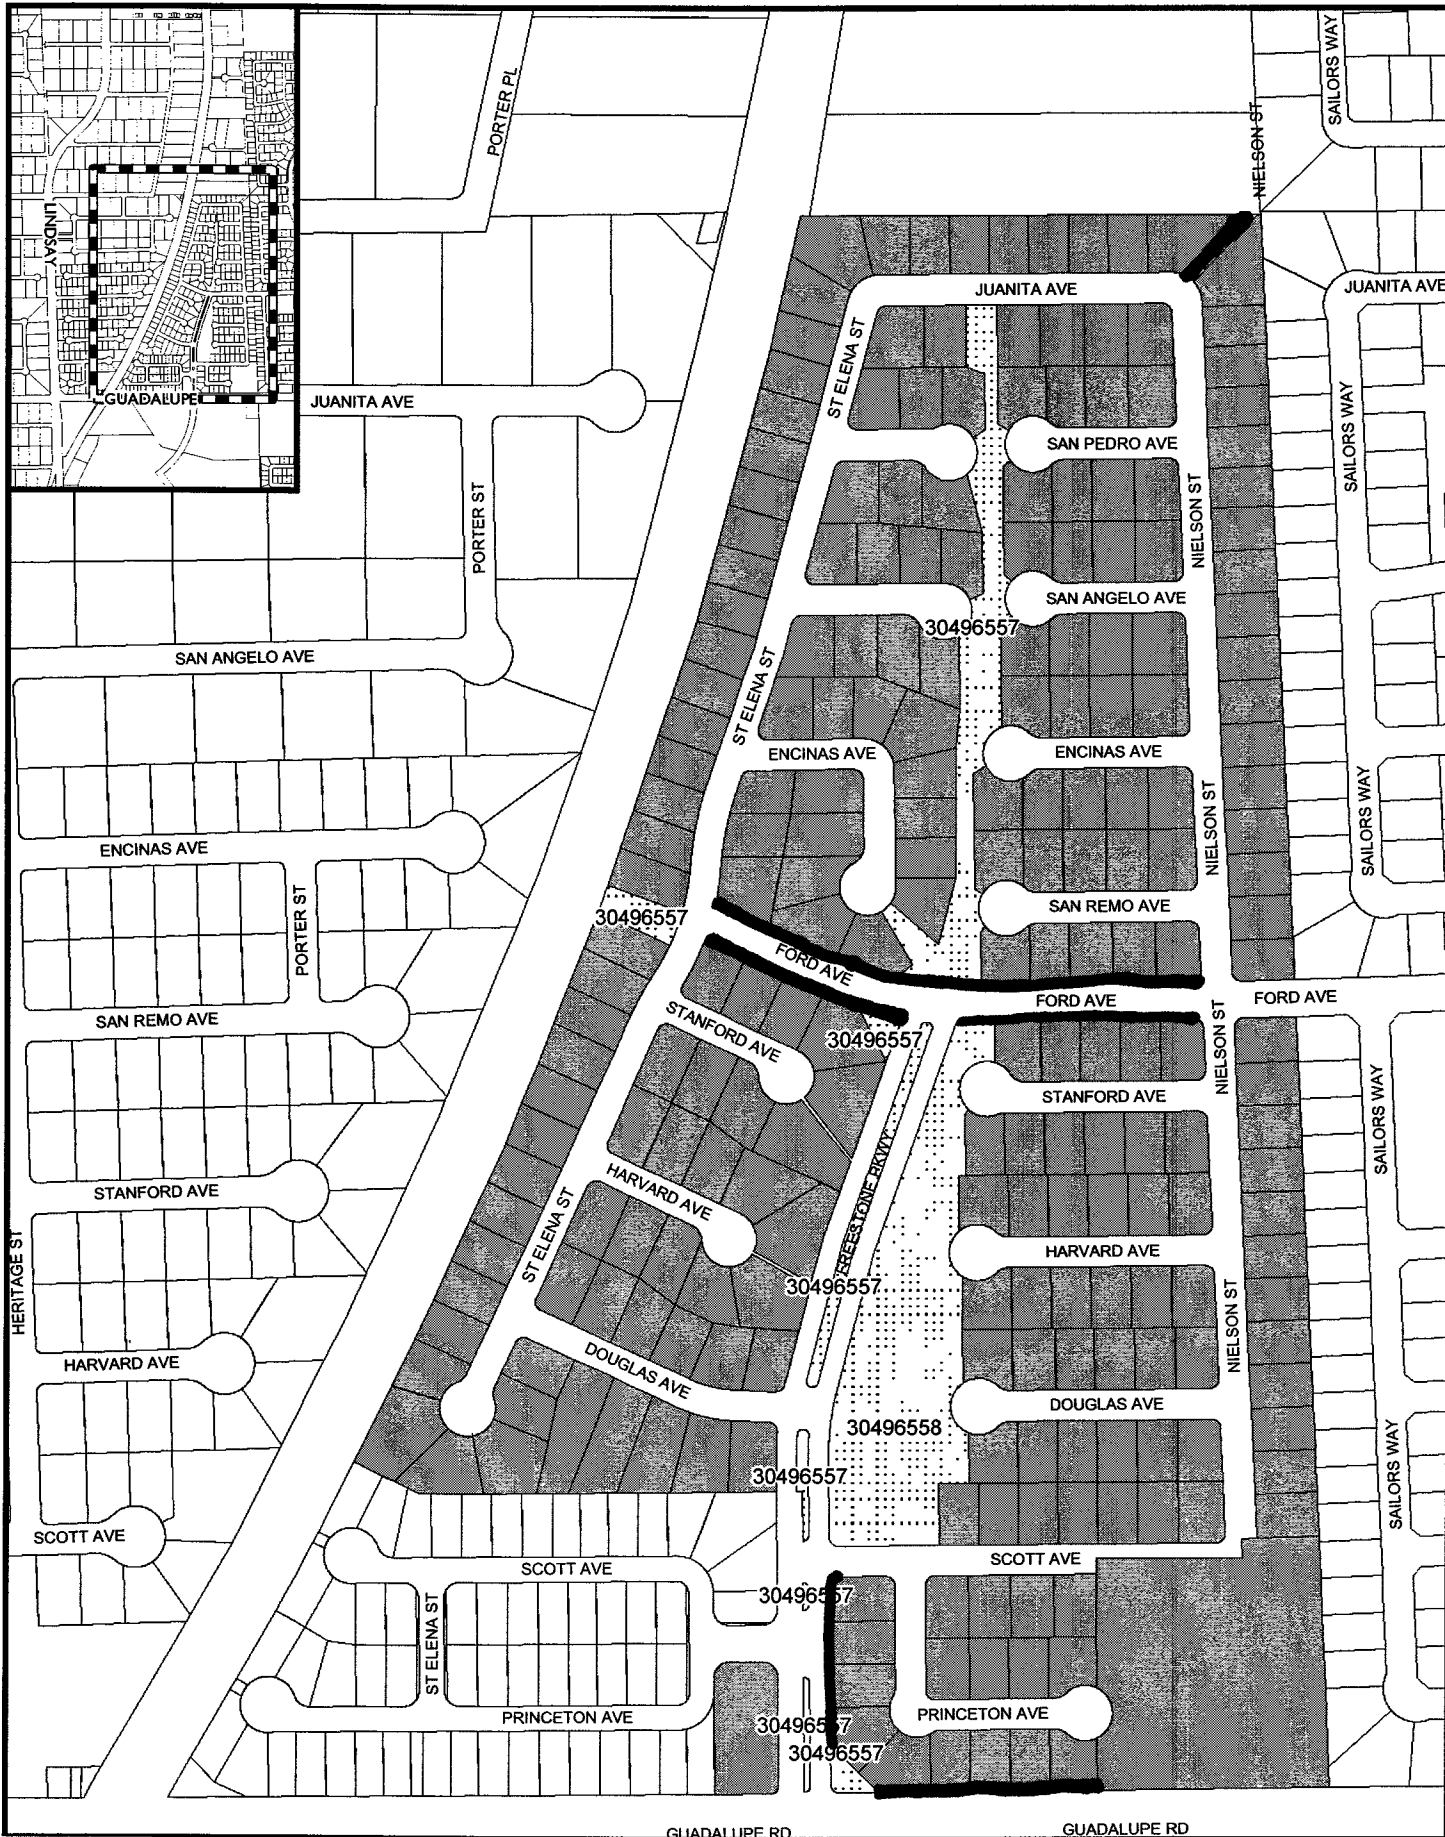 PORTER PL
SAILORS WAY
NIELSON ST
LINDSAY
GUADALUPE
JUANITA AVE
JUANITA AVE
JUANITA AVE
ST ELENA ST
SAILORS WAY
SAN PEDRO AVE
PORTER ST
NIELSON ST
SAN ANGELO AVE
30496557
SAN ANGELO AVE
ST ELENA ST
ENCINAS AVE
ENCINAS AVE
NIELSON ST
SAILORS WAY
ENCINAS AVE
PORTER ST
SAN REMO AVE
30496557
FORD AVE
FORD AVE
FORD AVE
SAN REMO AVE
STANFORD AVE
30496557
NIELSON ST
STANFORD AVE
SAILORS WAY
STANFORD AVE
HARVARD AVE
FREESTONE PKWY
ST ELENA ST
HERITAGE ST
HARVARD AVE
30496557
NIELSON ST
HARVARD AVE
DOUGLAS AVE
DOUGLAS AVE
30496558
30496557
SAILORS WAY
SCOTT AVE
SCOTT AVE
SCOTT AVE
30496557
ST ELENA ST
PRINCETON AVE
PRINCETON AVE
30496557
30496557
GUADALUPE RD
GUADALUPE RD